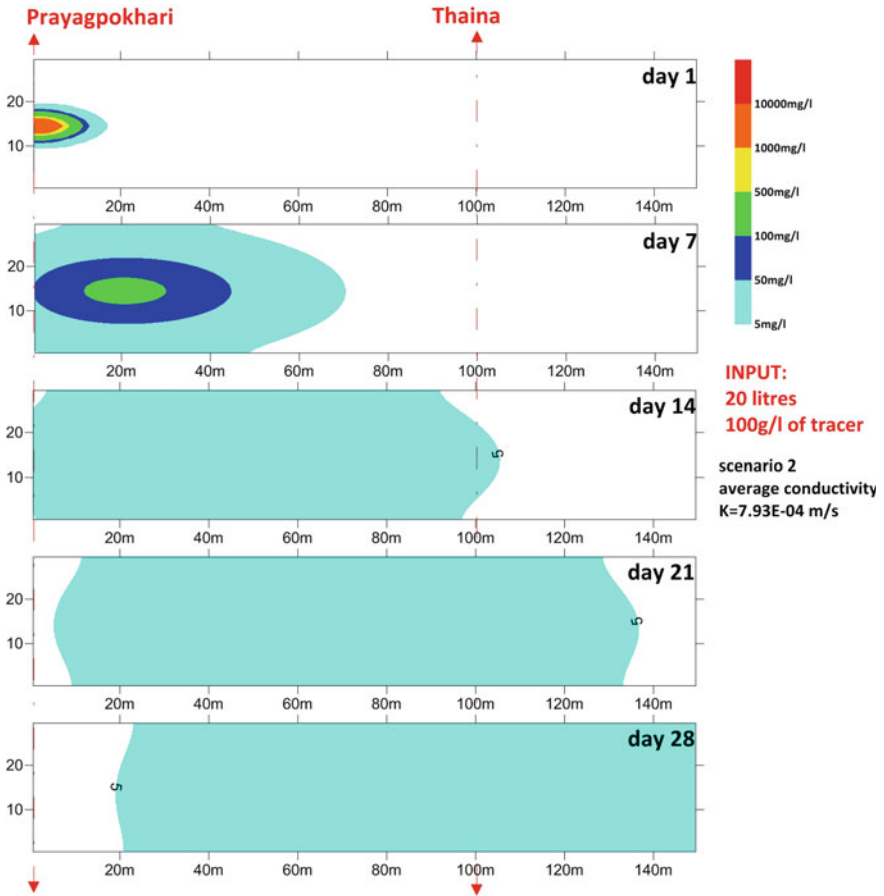 Prayagpokhari
Thaina
day 1
20
10
20m 40m 60m 80m 100m 120m 140m
day 7
20
10
20m 40m 60m 80m 100m 120m 140m
day 14
20
10
5
20m 40m 60m 80m 100m 120m 140m
day 21
20
10
5
20m 40m 60m 80m 100m 120m 140m
day 28
20
10
5
20m 40m 60m 80m 100m 120m 140m
10000mg/l
1000mg/l
500mg/l
100mg/l
50mg/l
5mg/l
INPUT:
20 litres
100g/l of tracer
scenario 2
average conductivity
K=7.93E-04 m/s